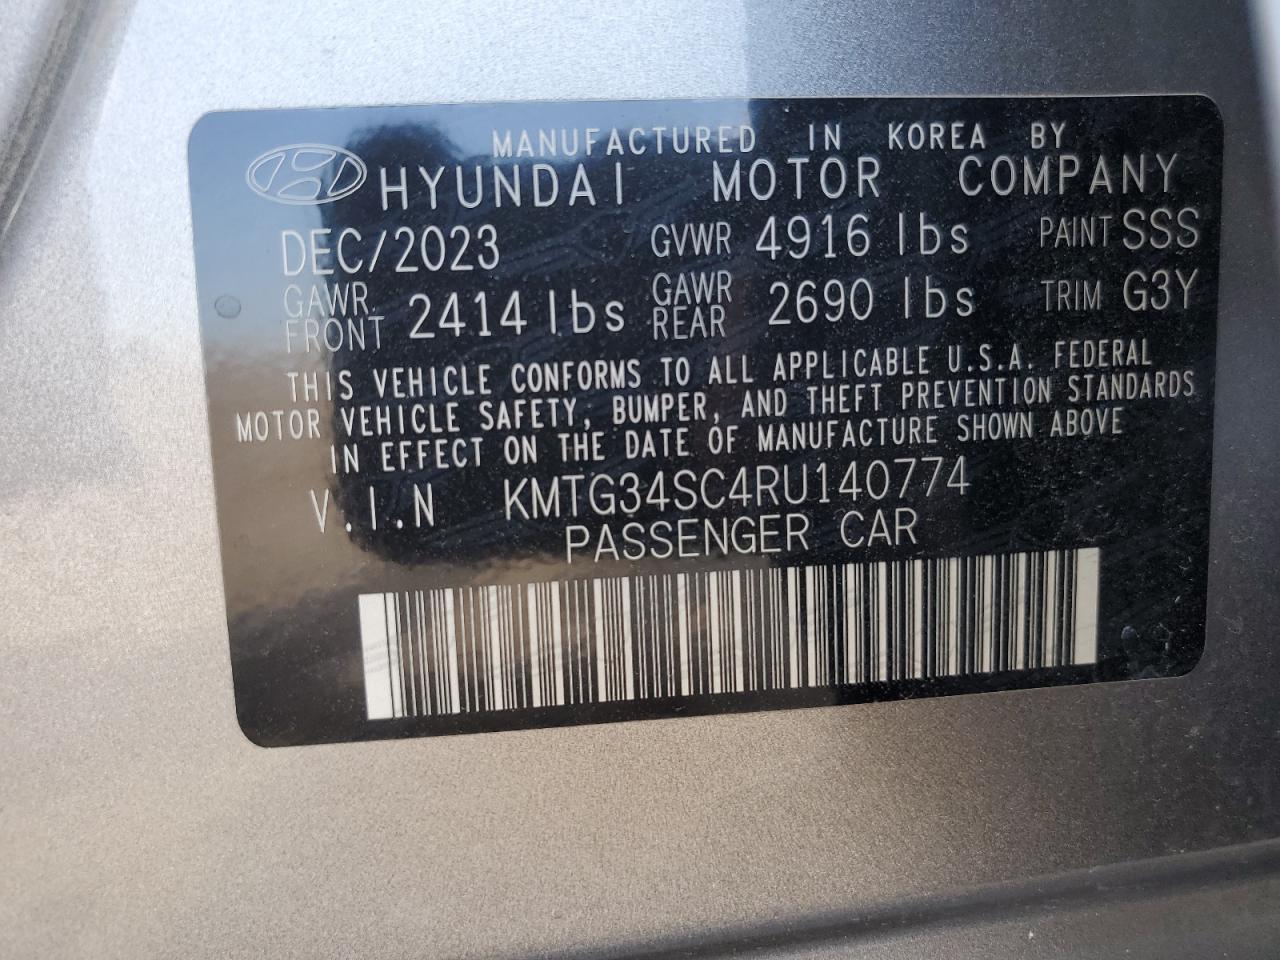 MANUFACTURED IN KOREA BY
HYUNDAI MOTOR COMPANY
DEC/2023 GVWR 4916 lbs PAINT SSS
GAWR FRONT 2414 lbs GAWR REAR 2690 lbs TRIM G3Y
THIS VEHICLE CONFORMS TO ALL APPLICABLE U.S.A. FEDERAL
MOTOR VEHICLE SAFETY, BUMPER, AND THEFT PREVENTION STANDARDS
IN EFFECT ON THE DATE OF MANUFACTURE SHOWN ABOVE
V.I.N KMTG34SC4RU140774
PASSENGER CAR